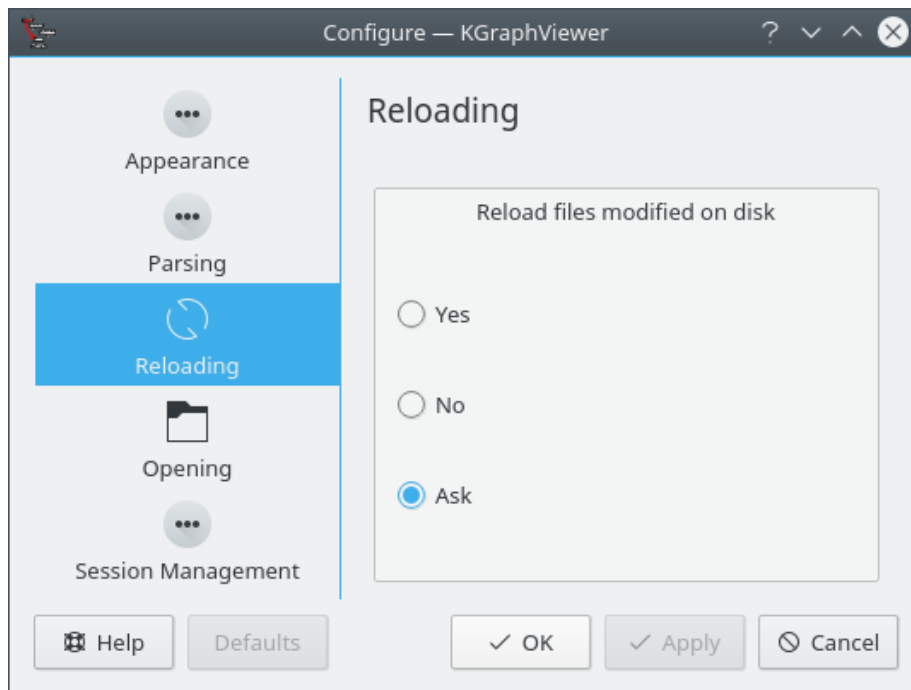 Configure — KGraphViewer
Appearance
Parsing
Reloading
Opening
Session Management
Reloading
Reload files modified on disk
Yes
No
Ask
Help
Defaults
OK
Apply
Cancel